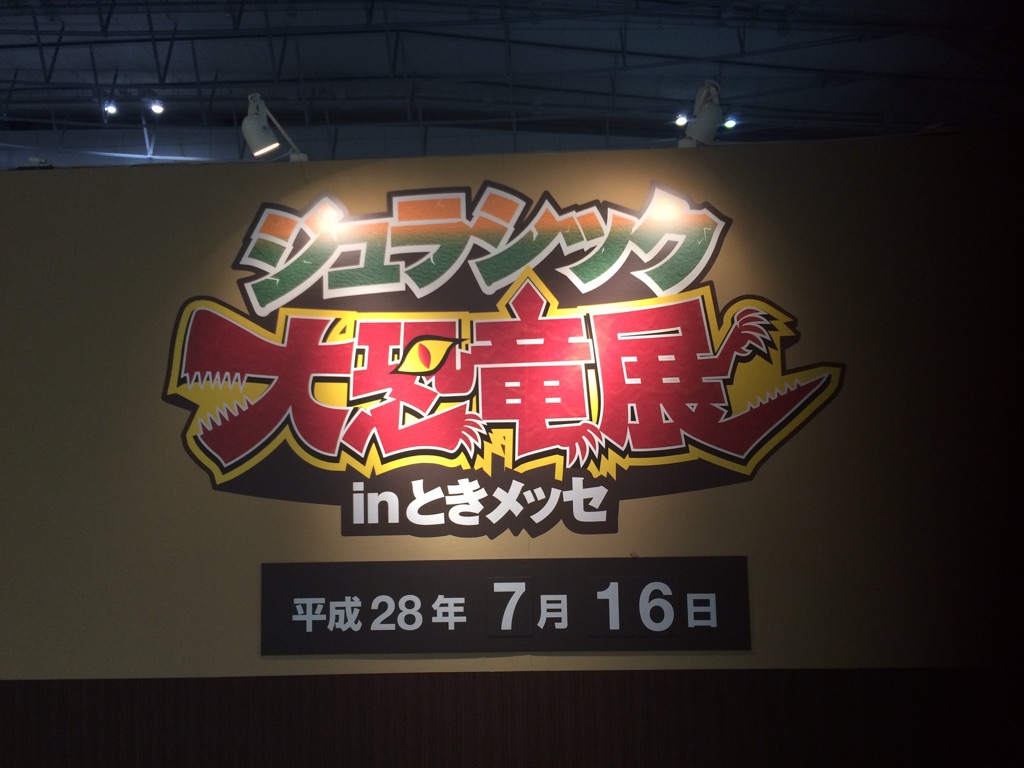 ジュラシック
大恐竜展
inときメッセ
平成28年 7月 16日